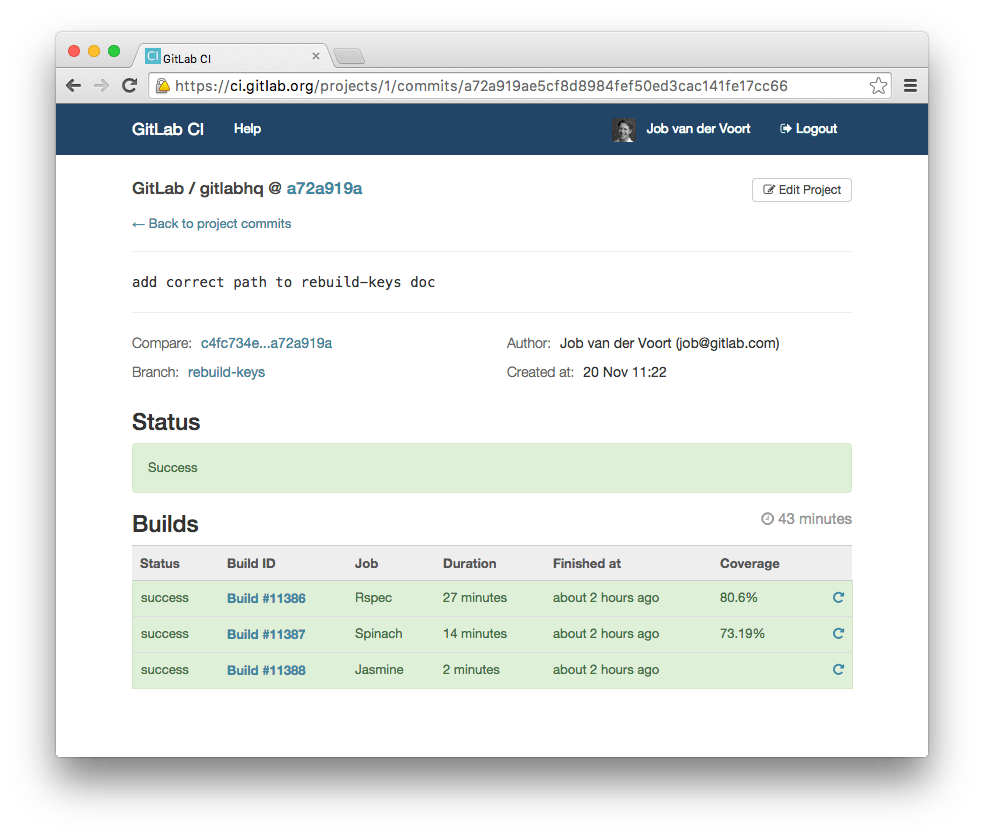 CI GitLab CI
https://ci.gitlab.org/projects/1/commits/a72a919ae5cf8d8984fef50ed3cac141fe17cc66
GitLab CI Help Job van der Voort Logout
GitLab / gitlabhq @ a72a919a Edit Project
← Back to project commits
add correct path to rebuild-keys doc
Compare: c4fc734e...a72a919a Author: Job van der Voort (job@gitlab.com)
Branch: rebuild-keys Created at: 20 Nov 11:22
Status
Success
Builds 43 minutes
Status Build ID Job Duration Finished at Coverage
success Build #11386 Rspec 27 minutes about 2 hours ago 80.6%
success Build #11387 Spinach 14 minutes about 2 hours ago 73.19%
success Build #11388 Jasmine 2 minutes about 2 hours ago